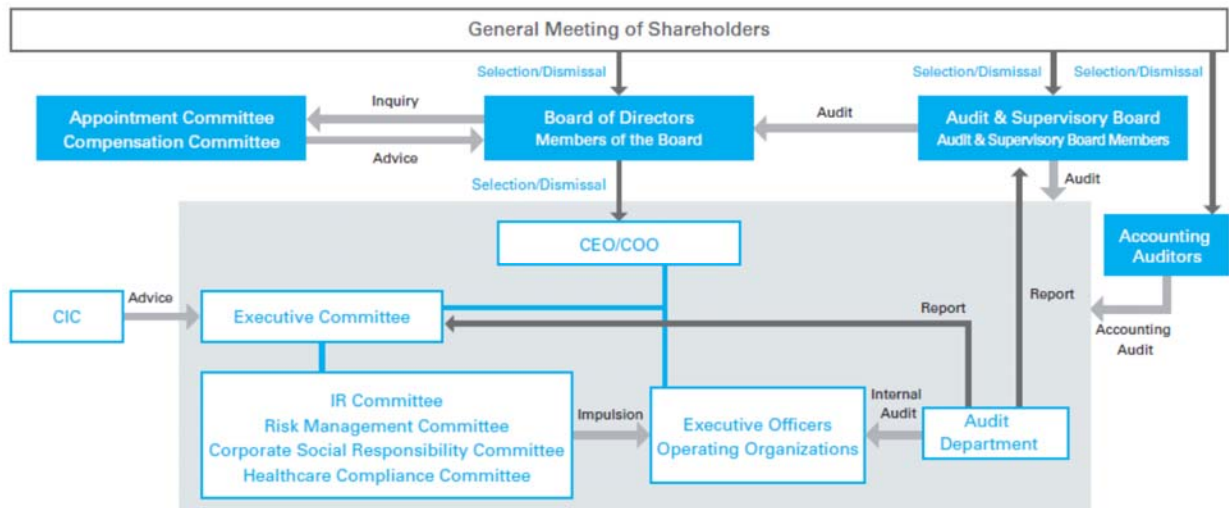 General Meeting of Shareholders
Selection/Dismissal
Selection/Dismissal
Selection/Dismissal
Appointment Committee
Compensation Committee
Inquiry
Advice
Board of Directors
Members of the Board
Audit
Audit & Supervisory Board
Audit & Supervisory Board Members
Selection/Dismissal
Audit
CEO/COO
Accounting
Auditors
CIC
Advice
Executive Committee
Report
Report
Accounting
Audit
IR Committee
Risk Management Committee
Corporate Social Responsibility Committee
Healthcare Compliance Committee
Impulsion
Executive Officers
Operating Organizations
Internal
Audit
Audit
Department